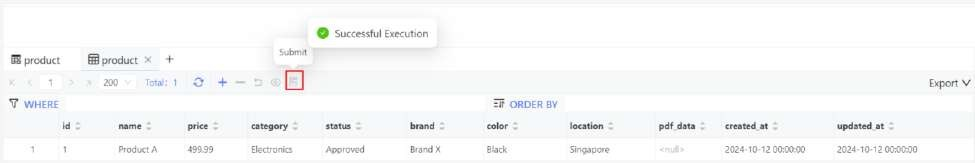 Successful Execution
Submit
product product
1 200 Total: 1 Export
WHERE ORDER BY
id name price category status brand color location pdf_data created_at updated_at
1 1 Product A 499.99 Electronics Approved Brand X Black Singapore <null> 2024-10-12 00:00:00 2024-10-12 00:00:00